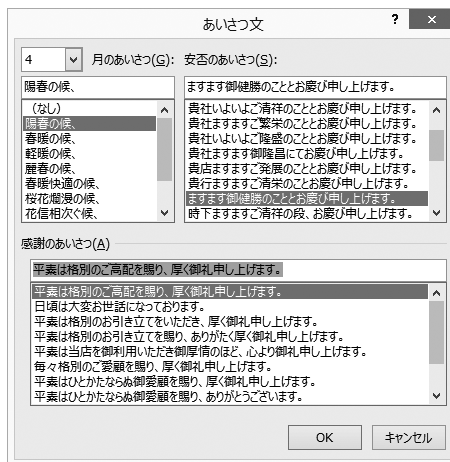 あいさつ文
?
4 月のあいさつ(G): 安否のあいさつ(S):
陽春の候、
(なし)
陽春の候、
春暖の候、
軽暖の候、
麗春の候、
春暖快適の候、
桜花爛漫の候、
花信相次ぐ候、
ますます御健勝のこととお慶び申し上げます。
貴社いよいよご清祥のこととお慶び申し上げます。
貴社ますますご繁栄のこととお慶び申し上げます。
貴社いよいよご隆盛のこととお慶び申し上げます。
貴社ますます御隆昌にてお慶び申し上げます。
貴店ますますご発展のこととお慶び申し上げます。
貴行ますますご清栄のこととお慶び申し上げます。
ますます御健勝のこととお慶び申し上げます。
時下ますますご清祥の段、お慶び申し上げます。
感謝のあいさつ(A)
平素は格別のご高配を賜り、厚く御礼申し上げます。
平素は格別のご高配を賜り、厚く御礼申し上げます。
日頃は大変お世話になっております。
平素は格別のお引き立てをいただき、厚く御礼申し上げます。
平素は格別のお引き立てを賜り、ありがたく厚く御礼申し上げます。
平素は当店を御利用いただき御厚情のほど、心より御礼申し上げます。
毎々格別のご愛顧を賜り、厚く御礼申し上げます。
平素はひとかたならぬ御愛顧を賜り、厚く御礼申し上げます。
平素はひとかたならぬ御愛顧を賜り、ありがとうございます。
OK キャンセル